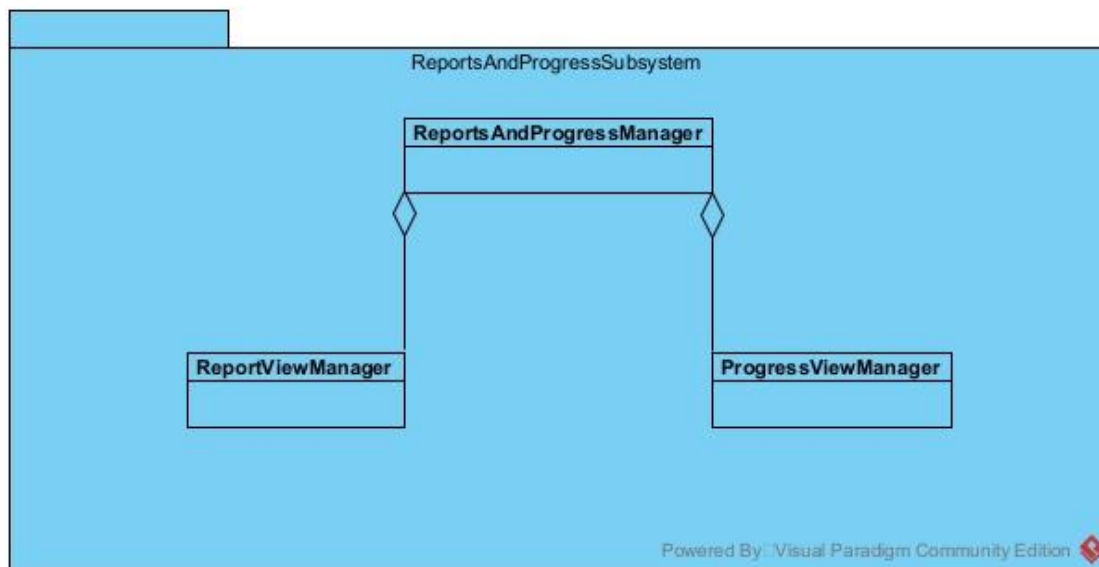 ReportsAndProgressSubsystem
ReportsAndProgressManager
ReportViewManager
ProgressViewManager
Powered By Visual Paradigm Community Edition